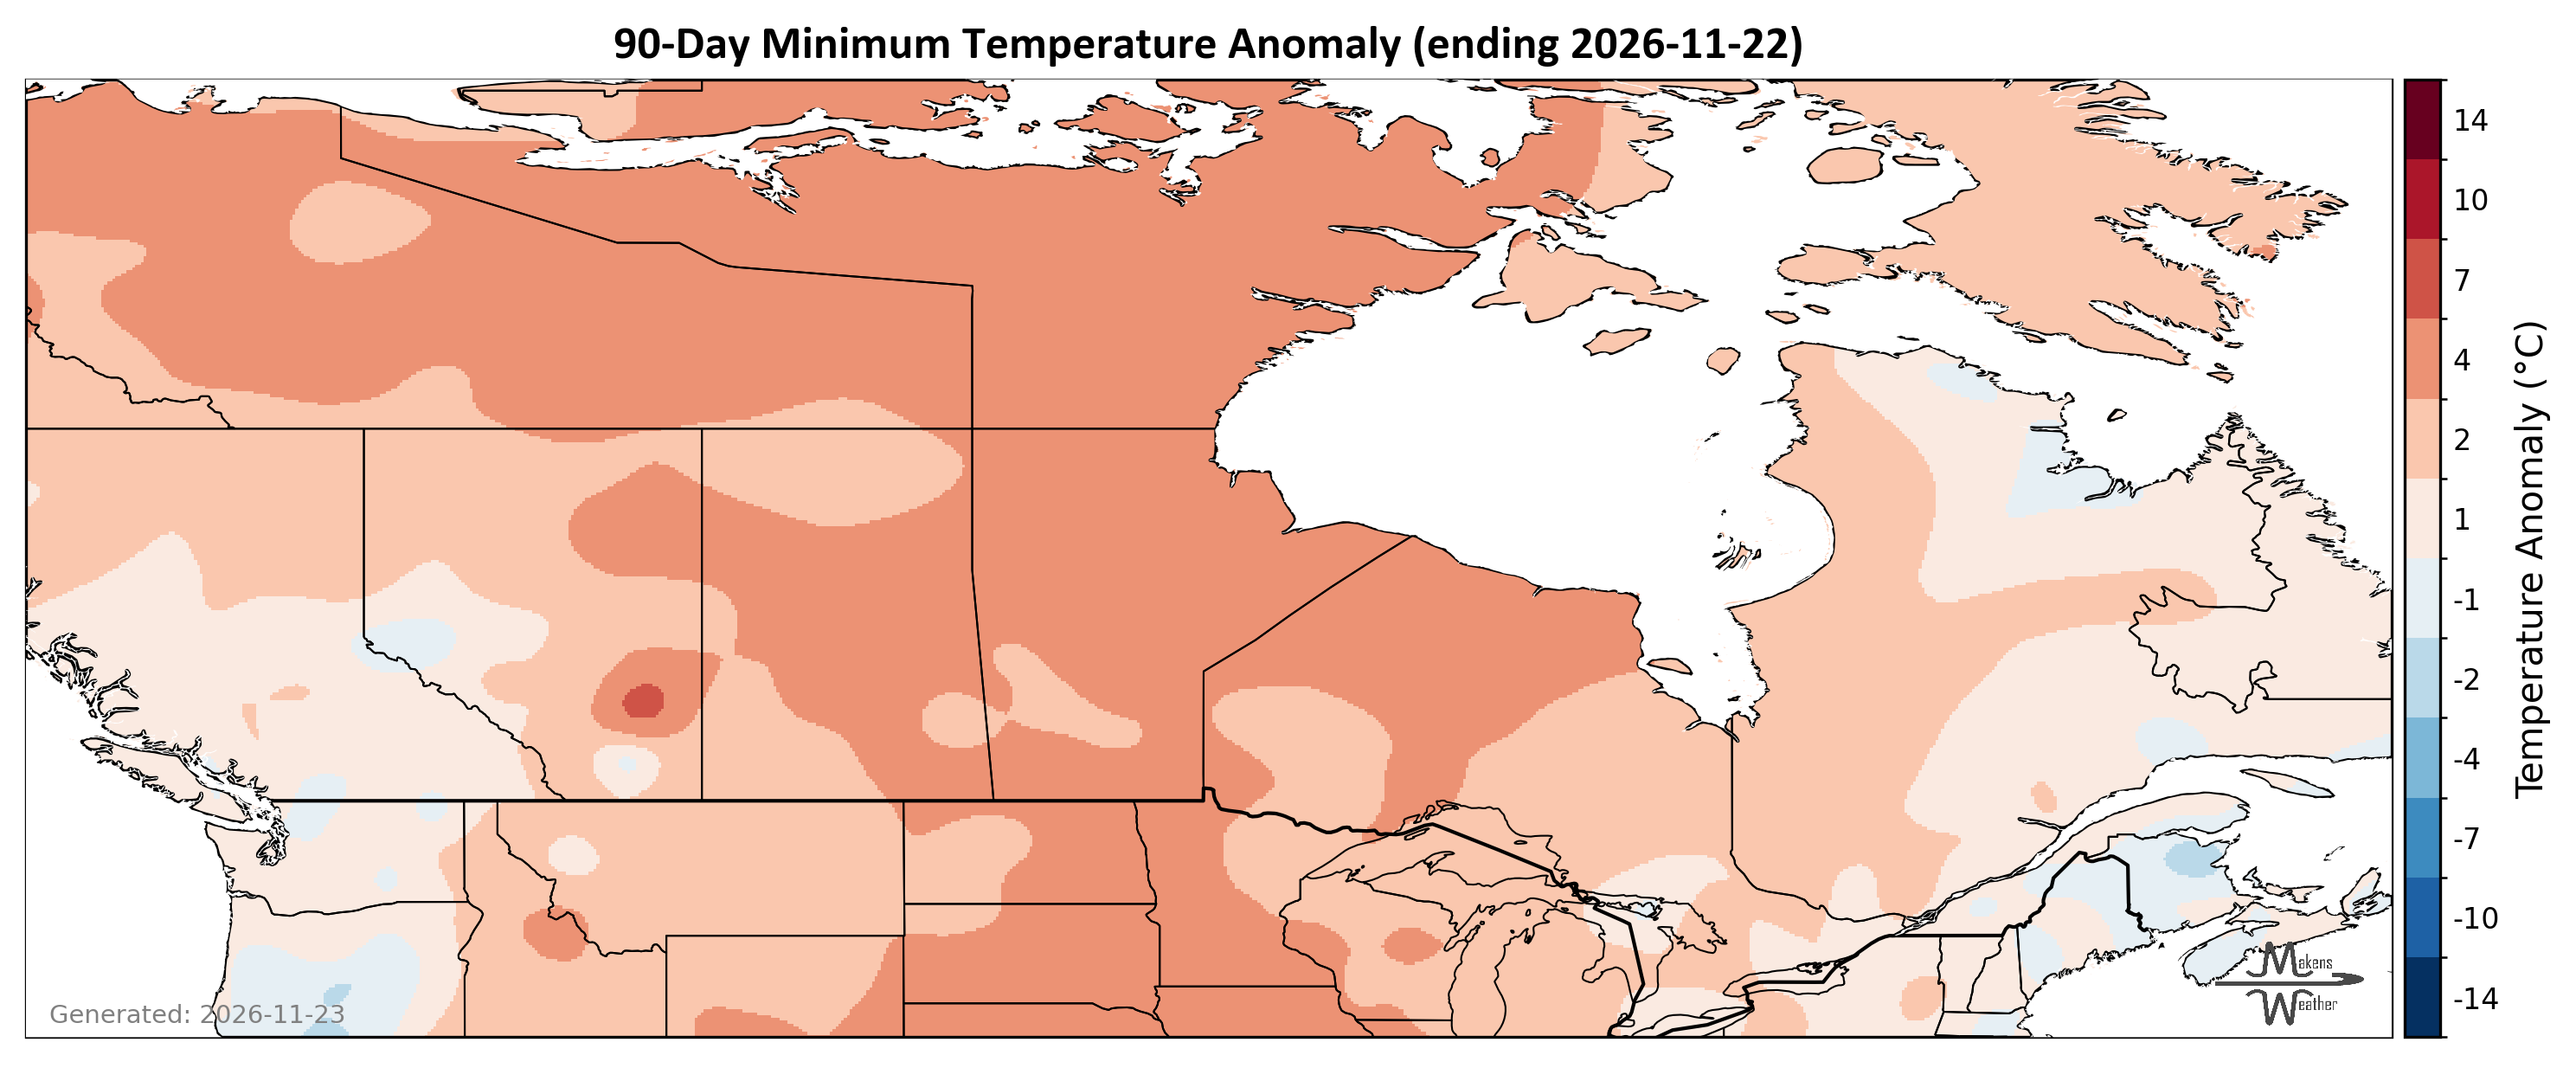 90-Day Minimum Temperature Anomaly (ending 2026-11-22)
14
10
7
4
2
1
-1
-2
-4
-7
-10
-14
Temperature Anomaly (°C)
Generated: 2026-11-23
Makens
Weather